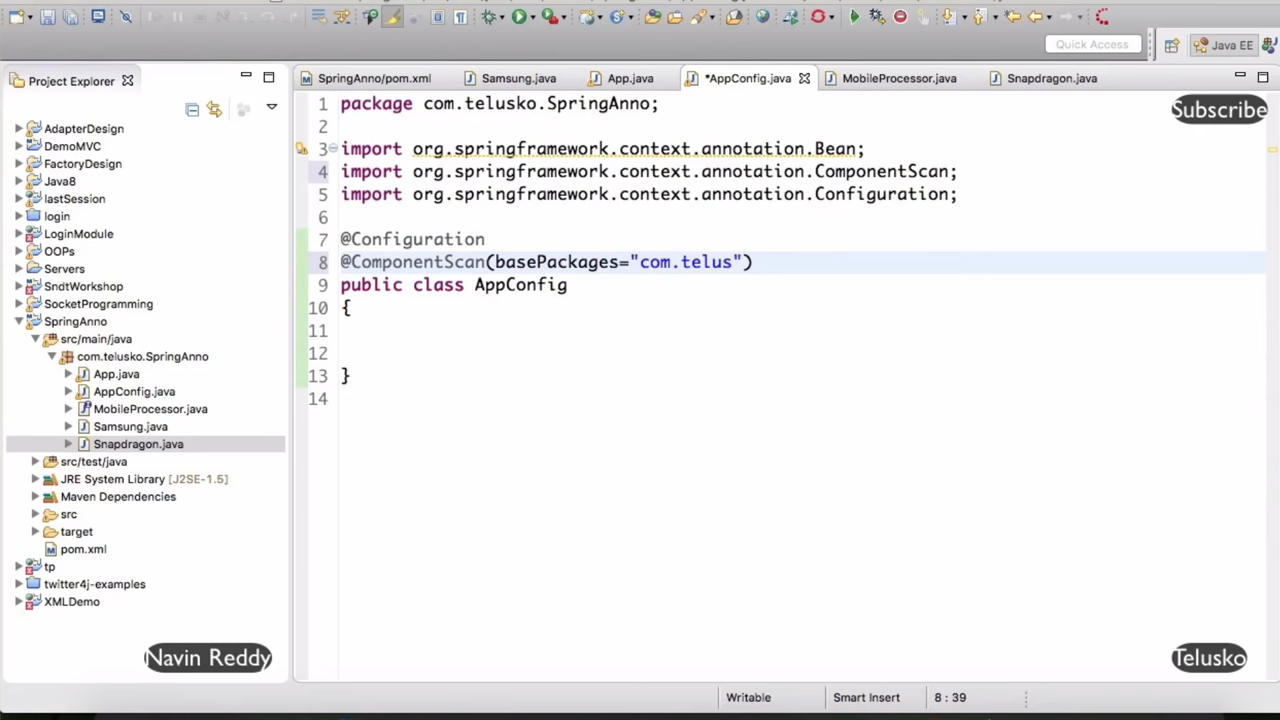 Quick Access
Java EE
Project Explorer
AdapterDesign
DemoMVC
FactoryDesign
Java8
lastSession
login
LoginModule
OOPs
Servers
SndtWorkshop
SocketProgramming
SpringAnno
src/main/java
com.telusko.SpringAnno
App.java
AppConfig.java
MobileProcessor.java
Samsung.java
Snapdragon.java
src/test/java
JRE System Library [J2SE-1.5]
Maven Dependencies
src
target
pom.xml
tp
twitter4j-examples
XMLDemo
Navin Reddy
SpringAnno/pom.xml
Samsung.java
App.java
*AppConfig.java
MobileProcessor.java
Snapdragon.java
Subscribe
1 package com.telusko.SpringAnno;
2
3 import org.springframework.context.annotation.Bean;
4 import org.springframework.context.annotation.ComponentScan;
5 import org.springframework.context.annotation.Configuration;
6
7 @Configuration
8 @ComponentScan(basePackages="com.telus")
9 public class AppConfig
10 {
11
12
13 }
14
Telusko
Writable
Smart Insert
8 : 39